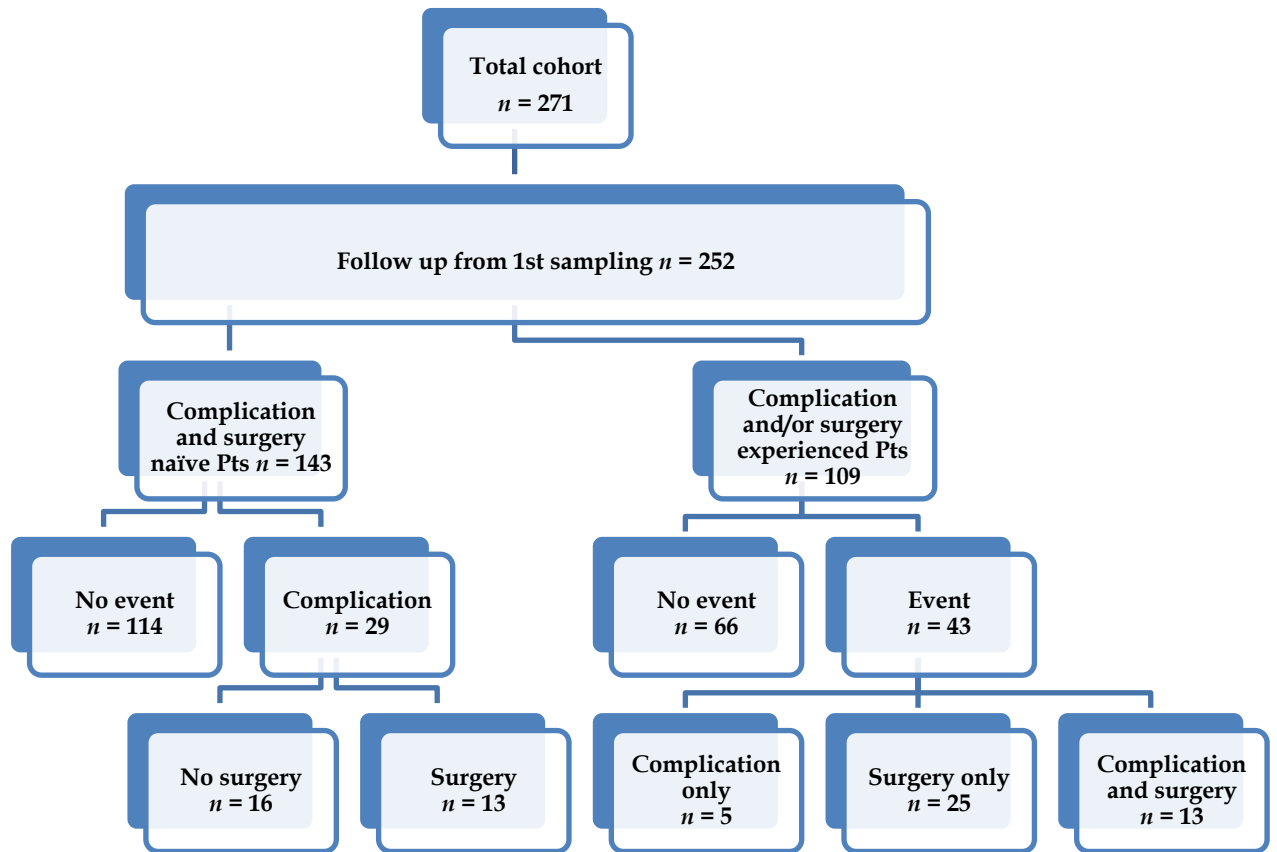 Total cohort
n = 271
Follow up from 1st sampling n = 252
Complication
and surgery
naïve Pts n = 143
Complication
and/or surgery
experienced Pts
n = 109
No event
n = 114
Complication
n = 29
No event
n = 66
Event
n = 43
No surgery
n = 16
Surgery
n = 13
Complication
only
n = 5
Surgery only
n = 25
Complication
and surgery
n = 13